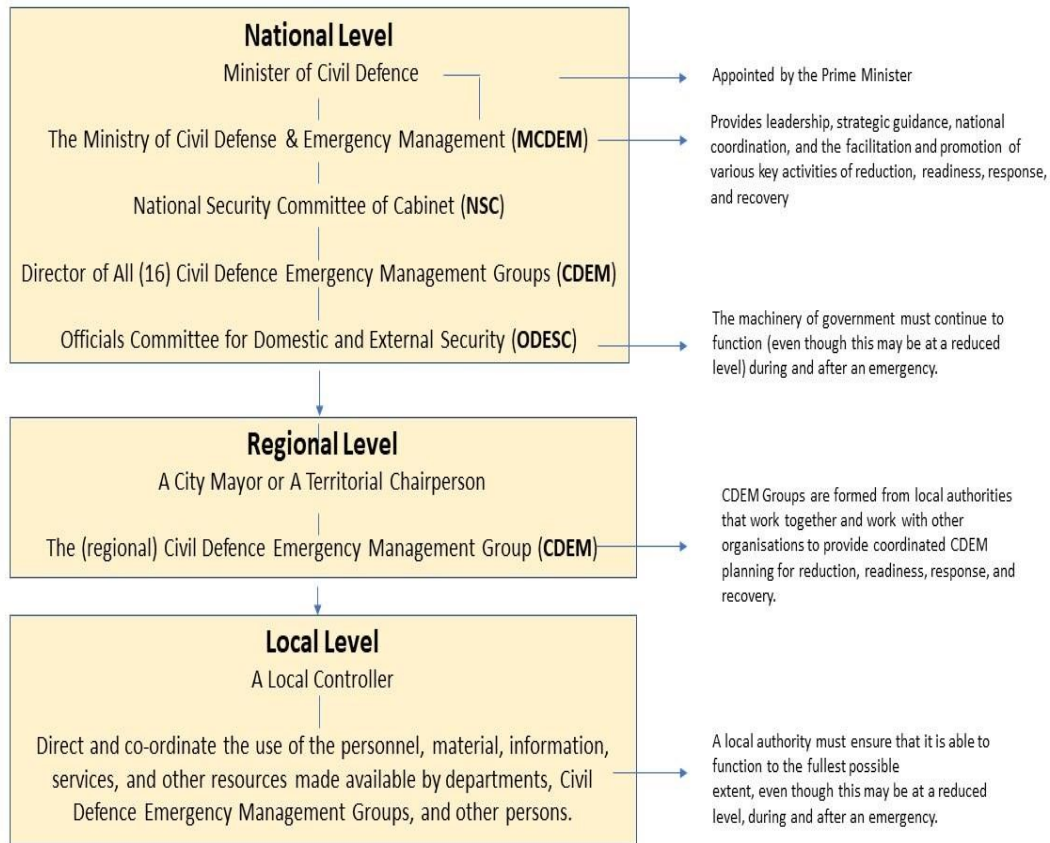 National Level
Minister of Civil Defence
Appointed by the Prime Minister
The Ministry of Civil Defense & Emergency Management (MCDEM)
Provides leadership, strategic guidance, national
coordination, and the facilitation and promotion of
various key activities of reduction, readiness, response,
and recovery
National Security Committee of Cabinet (NSC)
Director of All (16) Civil Defence Emergency Management Groups (CDEM)
Officials Committee for Domestic and External Security (ODESC)
The machinery of government must continue to
function (even though this may be at a reduced
level) during and after an emergency.
Regional Level
A City Mayor or A Territorial Chairperson
The (regional) Civil Defence Emergency Management Group (CDEM)
CDEM Groups are formed from local authorities
that work together and work with other
organisations to provide coordinated CDEM
planning for reduction, readiness, response, and
recovery.
Local Level
A Local Controller
Direct and co-ordinate the use of the personnel, material, information,
services, and other resources made available by departments, Civil
Defence Emergency Management Groups, and other persons.
A local authority must ensure that it is able to
function to the fullest possible
extent, even though this may be at a reduced
level, during and after an emergency.